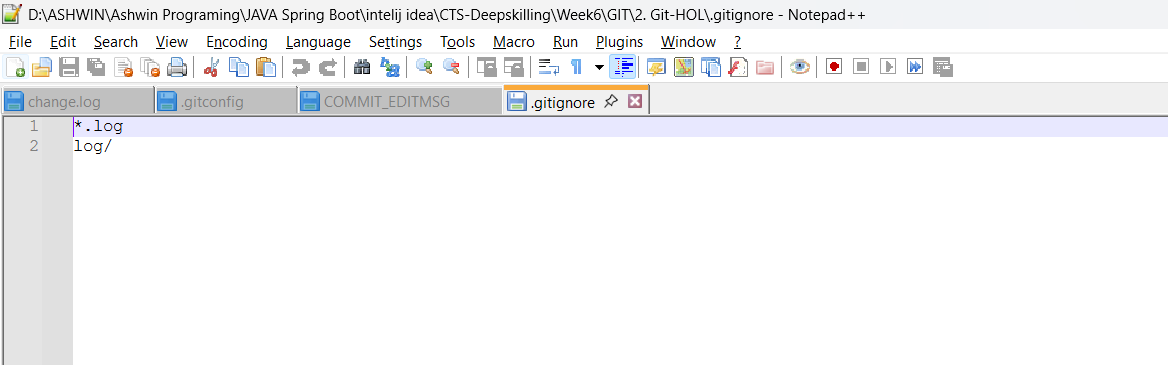 D:\ASHWIN\Ashwin Programing\JAVA Spring Boot\intelij idea\CTS-Deepskilling\Week6\GIT\2. Git-HOL\.gitignore - Notepad++
File Edit Search View Encoding Language Settings Tools Macro Run Plugins Window ?
change.log .gitconfig COMMIT_EDITMSG .gitignore
1 *.log
2 log/